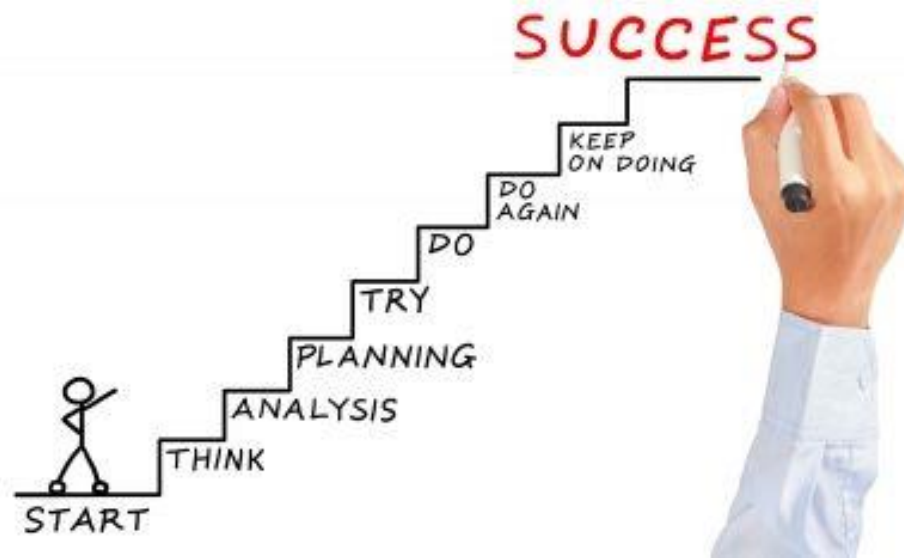 SUCCESS
KEEP
ON DOING
DO
AGAIN
DO
TRY
PLANNING
ANALYSIS
THINK
START